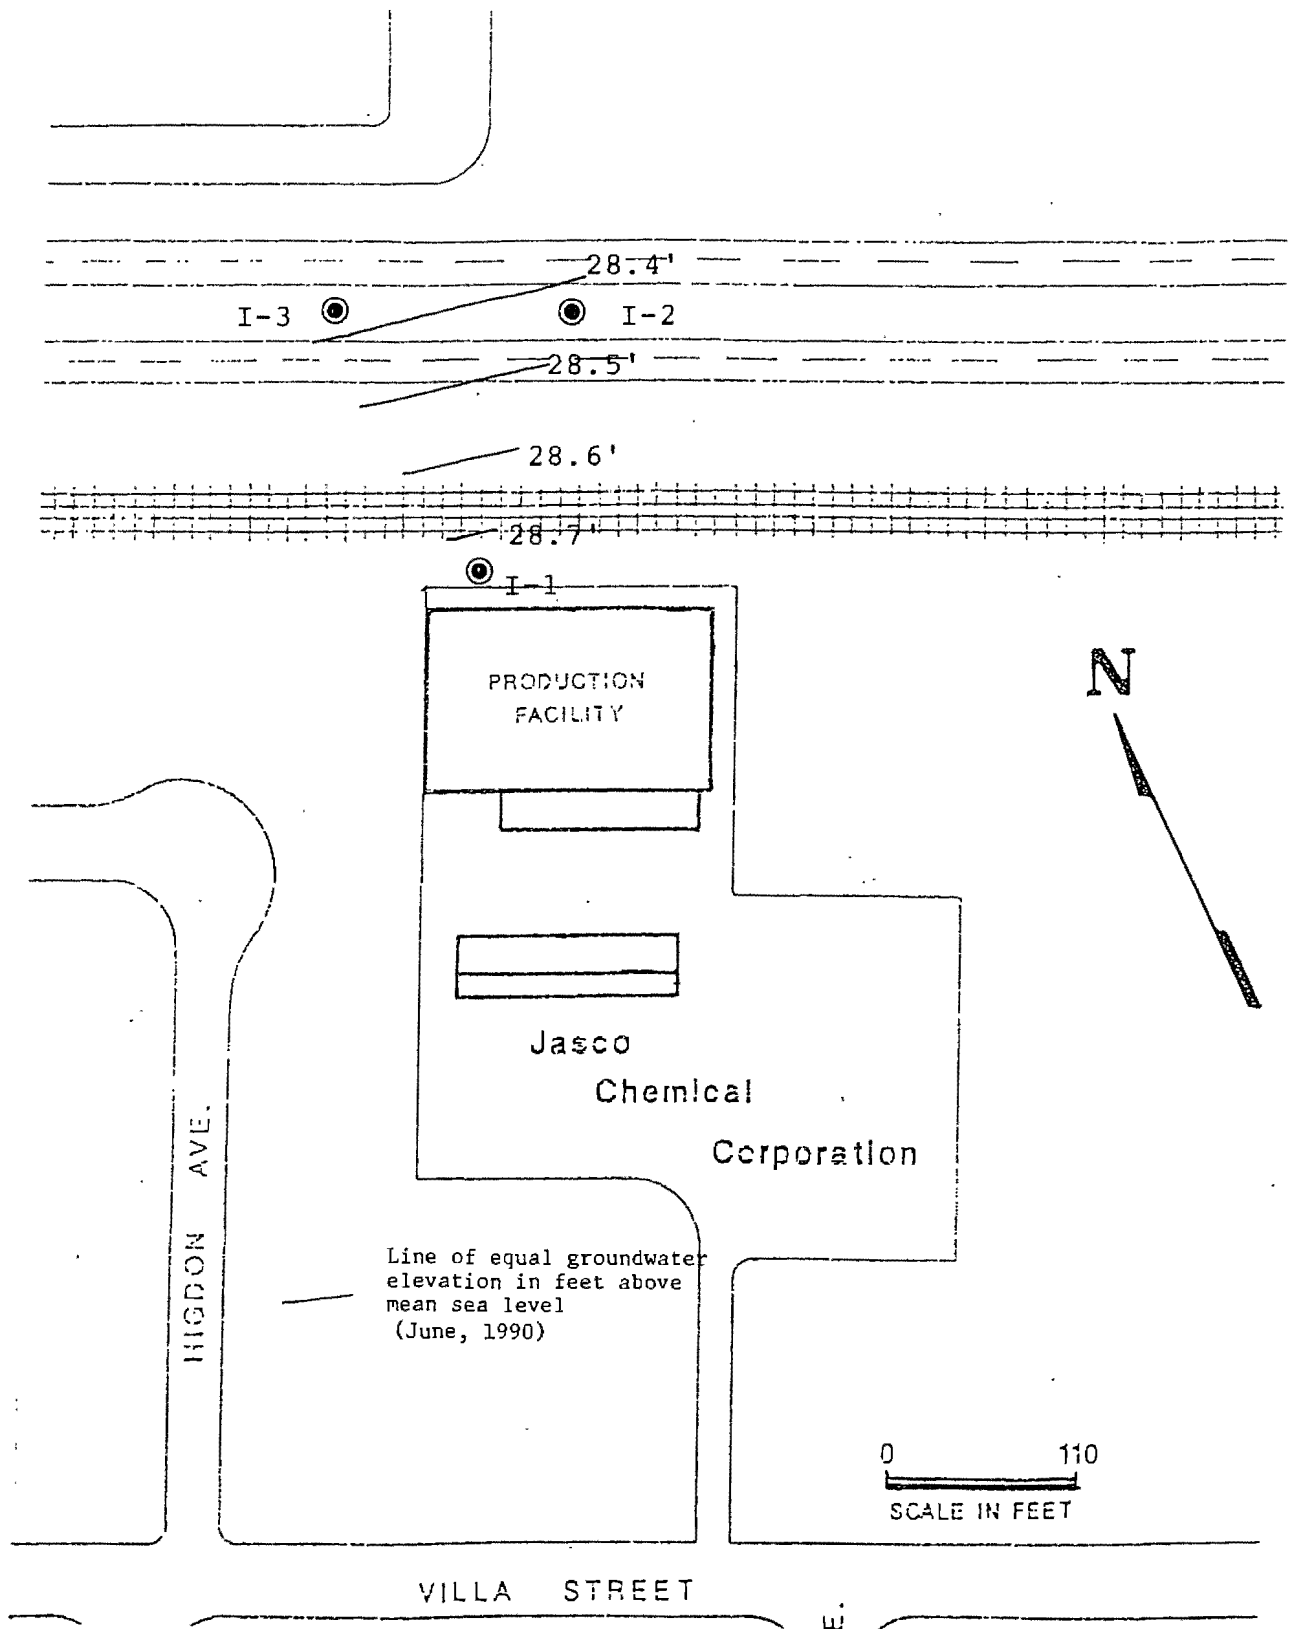 28.4'
I-3
I-2
28.5'
28.6'
28.7'
I-1
N
PRODUCTION
FACILITY
Jasco
Chemical
Corporation
HIGDON AVE.
Line of equal groundwater
elevation in feet above
mean sea level
(June, 1990)
0 110
SCALE IN FEET
VILLA STREET
E.